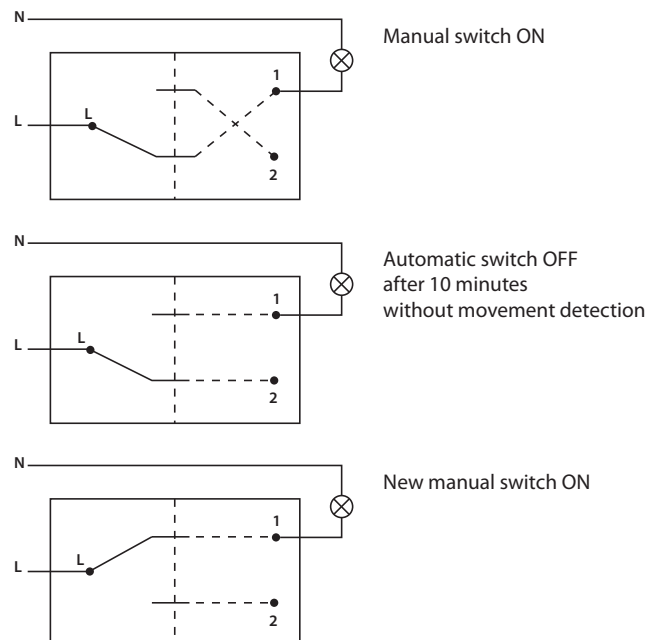 N
Manual switch ON
1
L
L
2
N
Automatic switch OFF
after 10 minutes
without movement detection
1
L
L
2
N
New manual switch ON
1
L
L
2